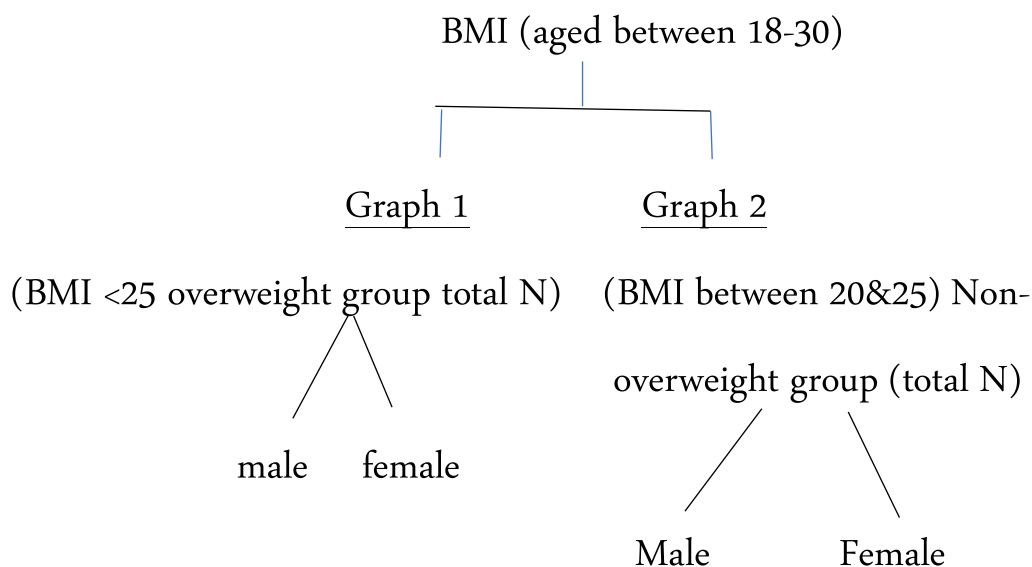 BMI (aged between 18-30)
Graph 1
Graph 2
(BMI <25 overweight group total N)
(BMI between 20&25) Non-
overweight group (total N)
male
female
Male
Female